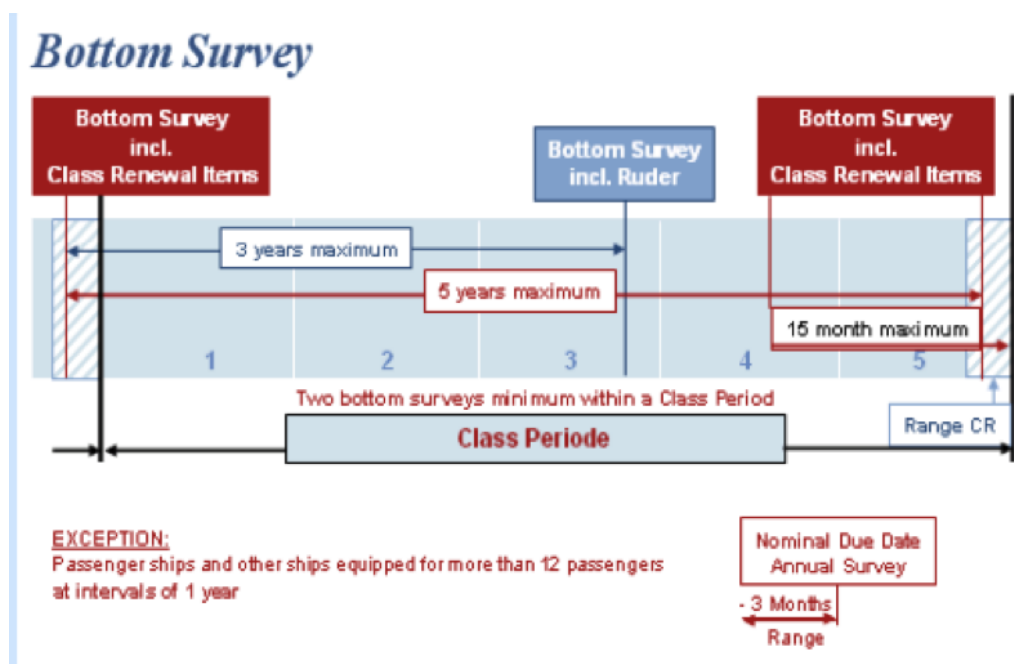 Bottom Survey
Bottom Survey
incl.
Class Renewal Items
Bottom Survey
incl. Ruder
Bottom Survey
incl.
Class Renewal Items
3 years maximum
5 years maximum
15 month maximum
1 2 3 4 5
Two bottom surveys minimum within a Class Period
Range CR
Class Periode
EXCEPTION:
Passenger ships and other ships equipped for more than 12 passengers
at intervals of 1 year
Nominal Due Date
Annual Survey
- 3 Months
Range